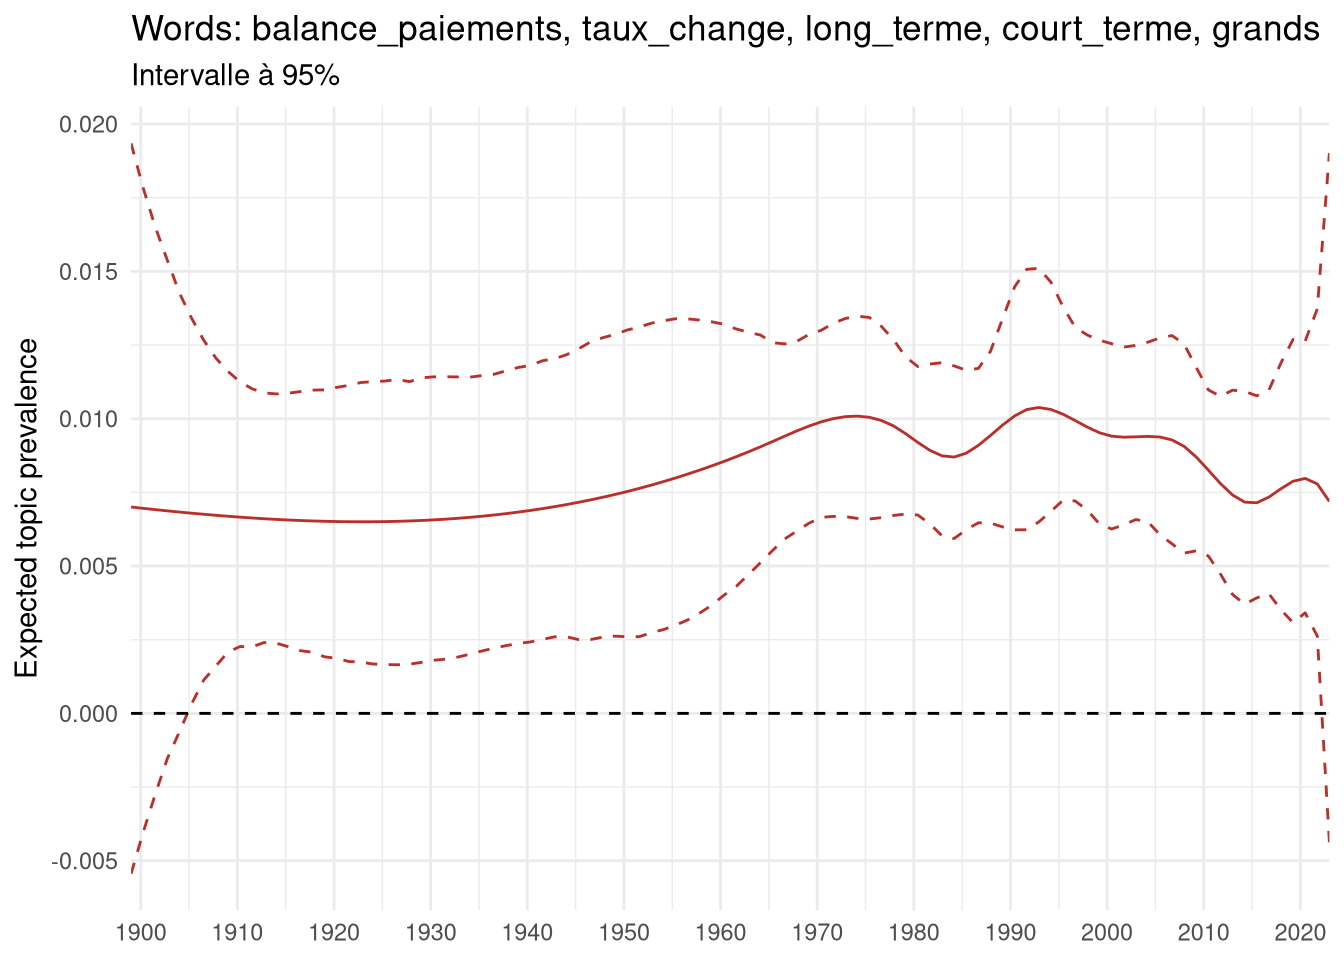 Words: balance_paiements, taux_change, long_terme, court_terme, grands
Intervalle à 95%
Expected topic prevalence
0.020
0.015
0.010
0.005
0.000
-0.005
1900 1910 1920 1930 1940 1950 1960 1970 1980 1990 2000 2010 2020